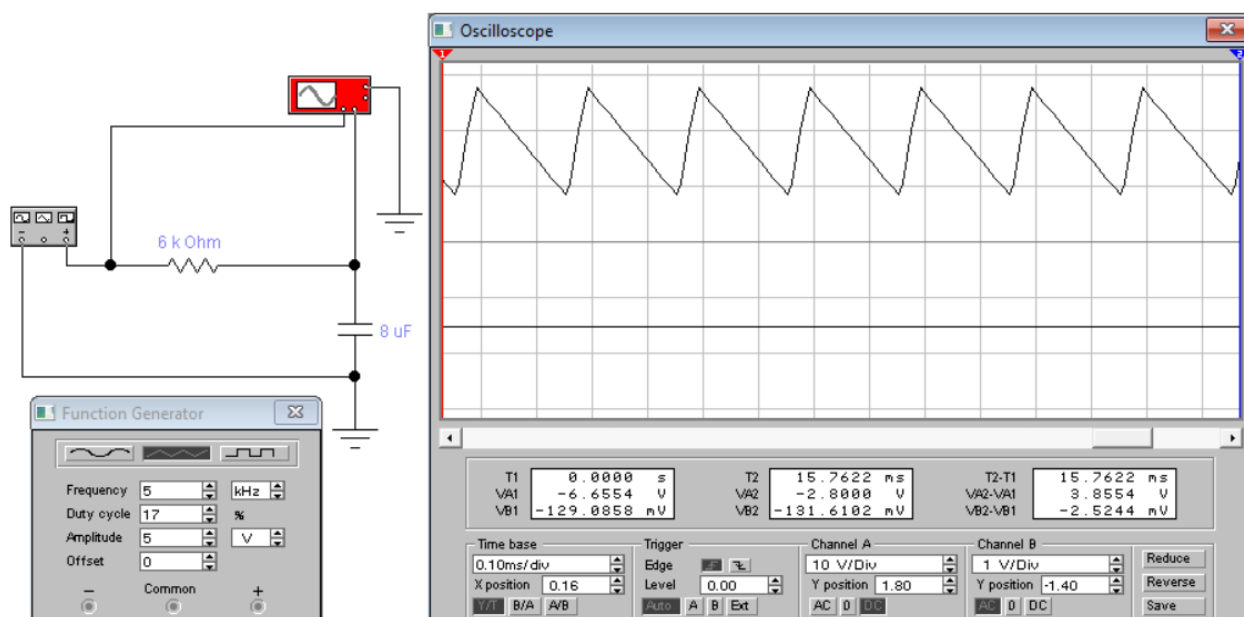 Oscilloscope
1
2
6 k Ohm
8 uF
Function Generator
Frequency 5 kHz
Duty cycle 17 %
Amplitude 5 V
Offset 0
− Common +
T1 0.0000 s T2 15.7622 ms T2-T1 15.7622 ms
VA1 -6.6554 V VA2 -2.8000 V VA2-VA1 3.8554 V
VB1 -129.0858 mV VB2 -131.6102 mV VB2-VB1 -2.5244 mV
Time base Trigger Channel A Channel B
0.10ms/div Edge 10 V/Div 1 V/Div Reduce
X position 0.16 Level 0.00 Y position 1.80 Y position -1.40 Reverse
Y/T B/A A/B Auto A B Ext AC 0 DC AC 0 DC Save